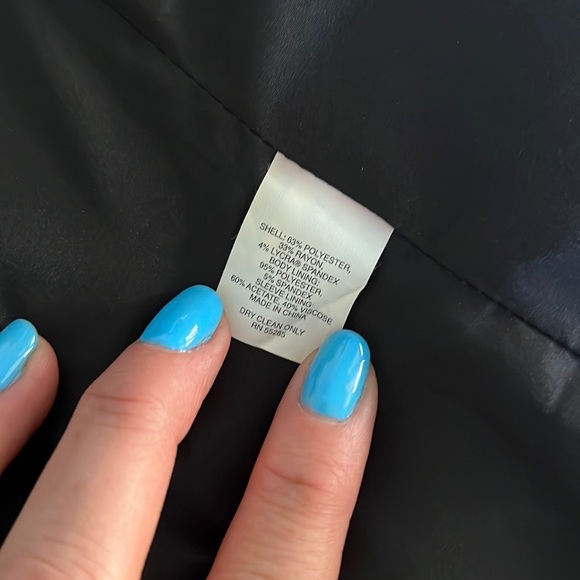 SHELL: 63% POLYESTER,
33% RAYON,
4% LYCRA® SPANDEX
BODY LINING:
95% POLYESTER,
5% SPANDEX
SLEEVE LINING:
60% ACETATE, 40% VISCOSE
MADE IN CHINA
DRY CLEAN ONLY
RN 55285